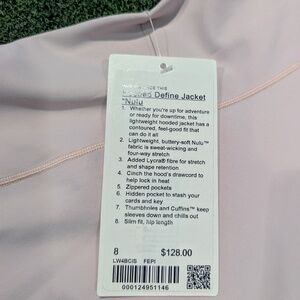 Define Jacket
*Nulu
1. Whether you're up for adventure
or ready for downtime, this
lightweight hooded jacket has a
contoured, feel-good fit that
can do it all
2. Lightweight, buttery-soft Nulu™
fabric is sweat-wicking and
four-way stretch
3. Added Lycra® fibre for stretch
and shape retention
4. Cinch the hood's drawcord to
help lock in heat
5. Zippered pockets
6. Hidden pocket to stash your
cards and key
7. Thumbholes and Cuffins™ keep
sleeves down and chills out
8. Slim fit, hip length
8 $128.00
LW4BCIS FEPI
000124951146